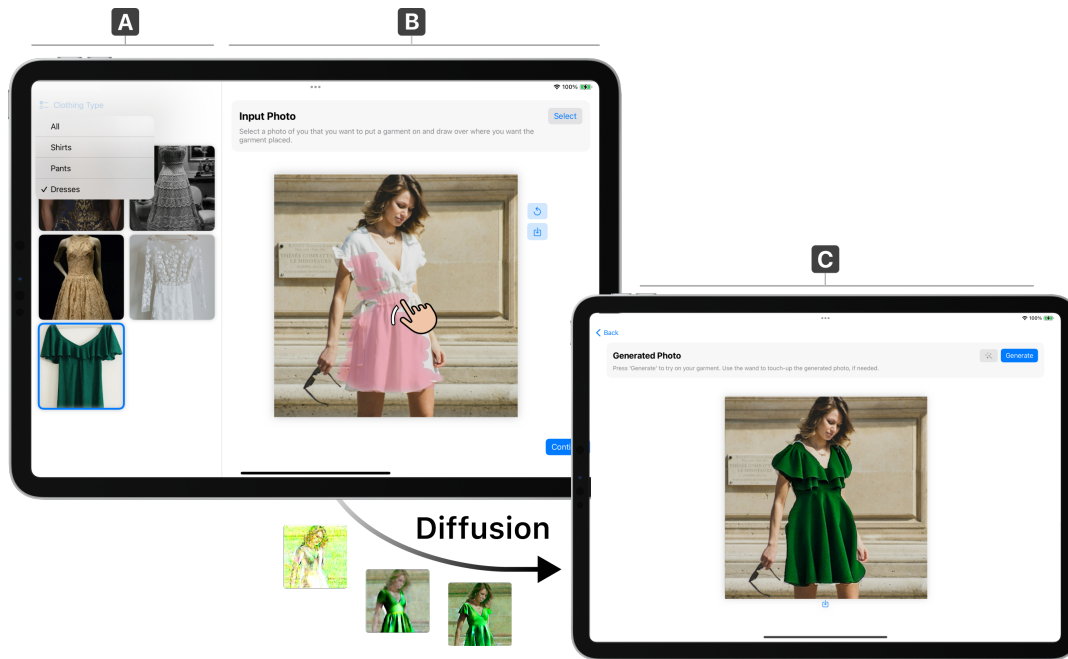 A
B
100%
Clothing Type
All
Shirts
Pants
Dresses
Input Photo
Select
Select a photo of you that you want to put a garment on and draw over where you want the
garment placed.
Conti
C
100%
Back
Generated Photo
Generate
Press 'Generate' to try on your garment. Use the wand to touch-up the generated photo, if needed.
Diffusion